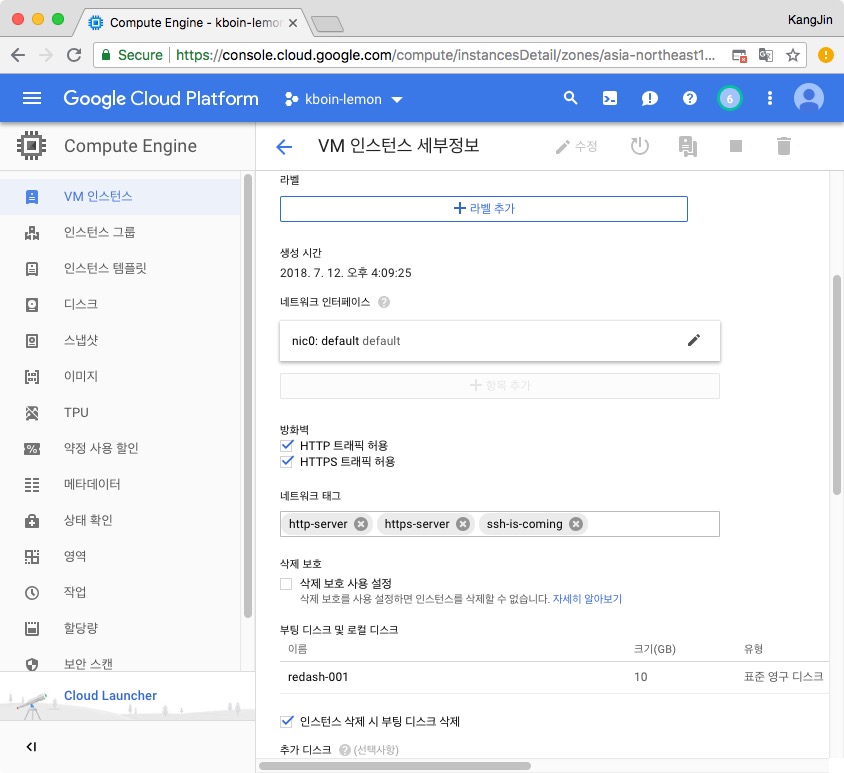 Compute Engine - kboin-lemon
KangJin
Secure
https://console.cloud.google.com/compute/instancesDetail/zones/asia-northeast1...
Google Cloud Platform
kboin-lemon
6
Compute Engine
VM 인스턴스 세부정보
수정
VM 인스턴스
인스턴스 그룹
인스턴스 템플릿
디스크
스냅샷
이미지
TPU
약정 사용 할인
메타데이터
상태 확인
영역
작업
할당량
보안 스캔
Cloud Launcher
라벨
+ 라벨 추가
생성 시간
2018. 7. 12. 오후 4:09:25
네트워크 인터페이스
nic0: default default
+ 항목 추가
방화벽
HTTP 트래픽 허용
HTTPS 트래픽 허용
네트워크 태그
http-server https-server ssh-is-coming
삭제 보호
삭제 보호 사용 설정
삭제 보호를 사용 설정하면 인스턴스를 삭제할 수 없습니다. 자세히 알아보기
부팅 디스크 및 로컬 디스크
이름 크기(GB) 유형
redash-001 10 표준 영구 디스크
인스턴스 삭제 시 부팅 디스크 삭제
추가 디스크 (선택사항)